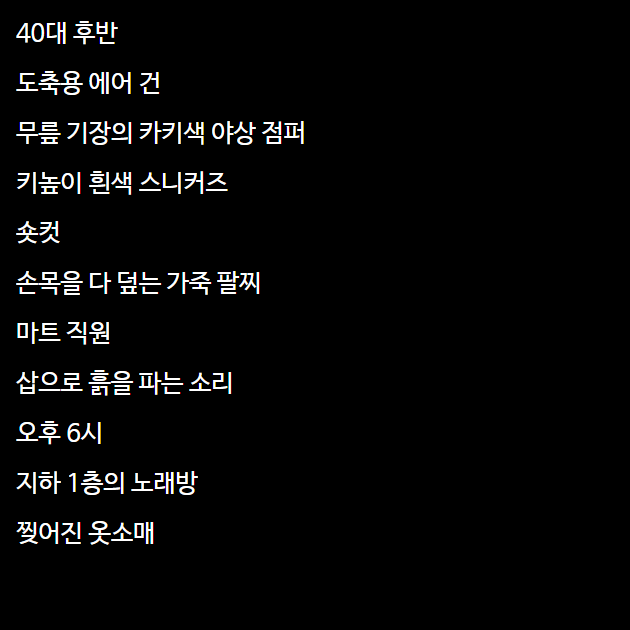 40대 후반
도축용 에어 건
무릎 기장의 카키색 야상 점퍼
키높이 흰색 스니커즈
숏컷
손목을 다 덮는 가죽 팔찌
마트 직원
삽으로 흙을 파는 소리
오후 6시
지하 1층의 노래방
찢어진 옷소매